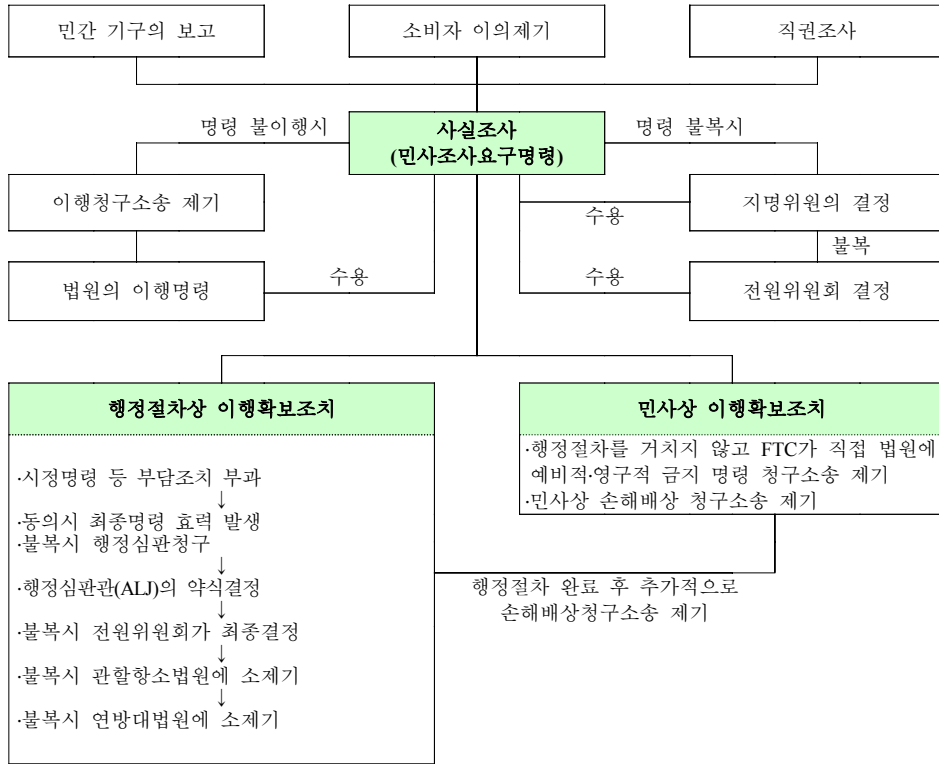 민간 기구의 보고
소비자 이의제기
직권조사
명령 불이행시
사실조사
(민사조사요구명령)
명령 불복시
이행청구소송 제기
수용
지명위원의 결정
불복
법원의 이행명령
수용
수용
전원위원회 결정
행정절차상 이행확보조치
·시정명령 등 부담조치 부과
↓
·동의시 최종명령 효력 발생
·불복시 행정심판청구
↓
·행정심판관(ALJ)의 약식결정
↓
·불복시 전원위원회가 최종결정
↓
·불복시 관할항소법원에 소제기
↓
·불복시 연방대법원에 소제기
민사상 이행확보조치
·행정절차를 거치지 않고 FTC가 직접 법원에
예비적·영구적 금지 명령 청구소송 제기
·민사상 손해배상 청구소송 제기
행정절차 완료 후 추가적으로
손해배상청구소송 제기